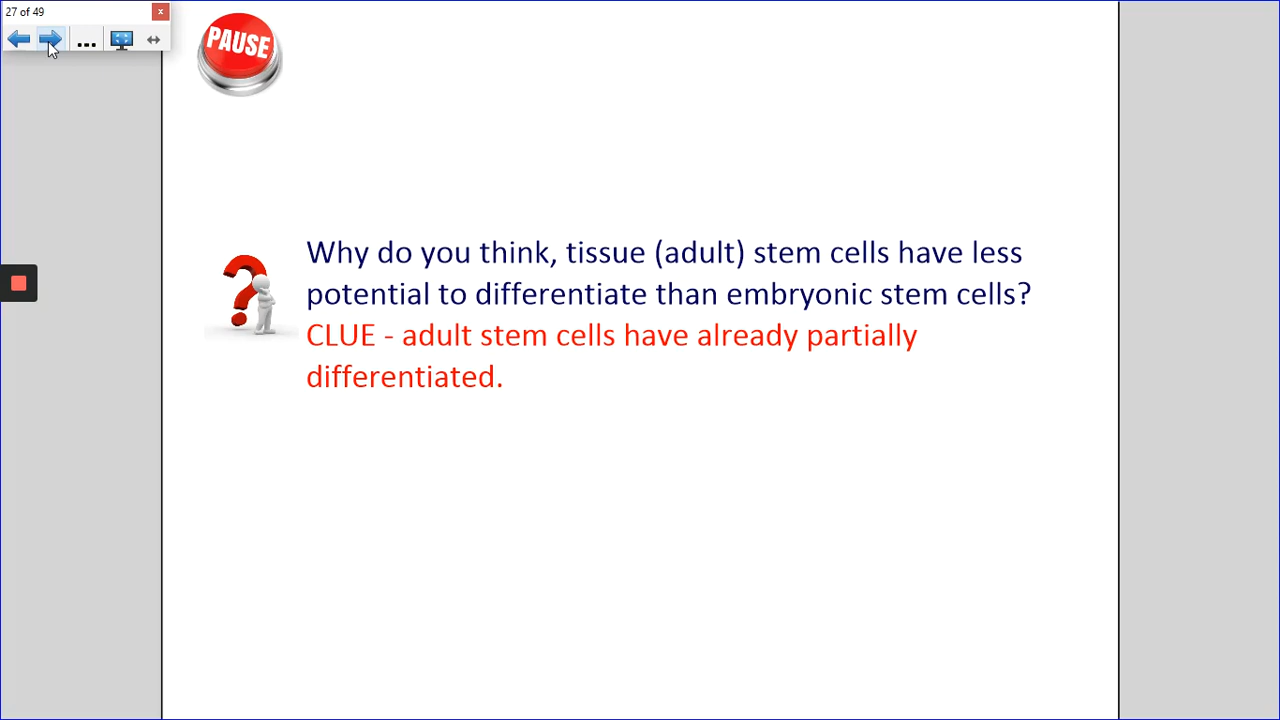 27 of 49
x
...
PAUSE
Why do you think, tissue (adult) stem cells have less
potential to differentiate than embryonic stem cells?
CLUE - adult stem cells have already partially
differentiated.